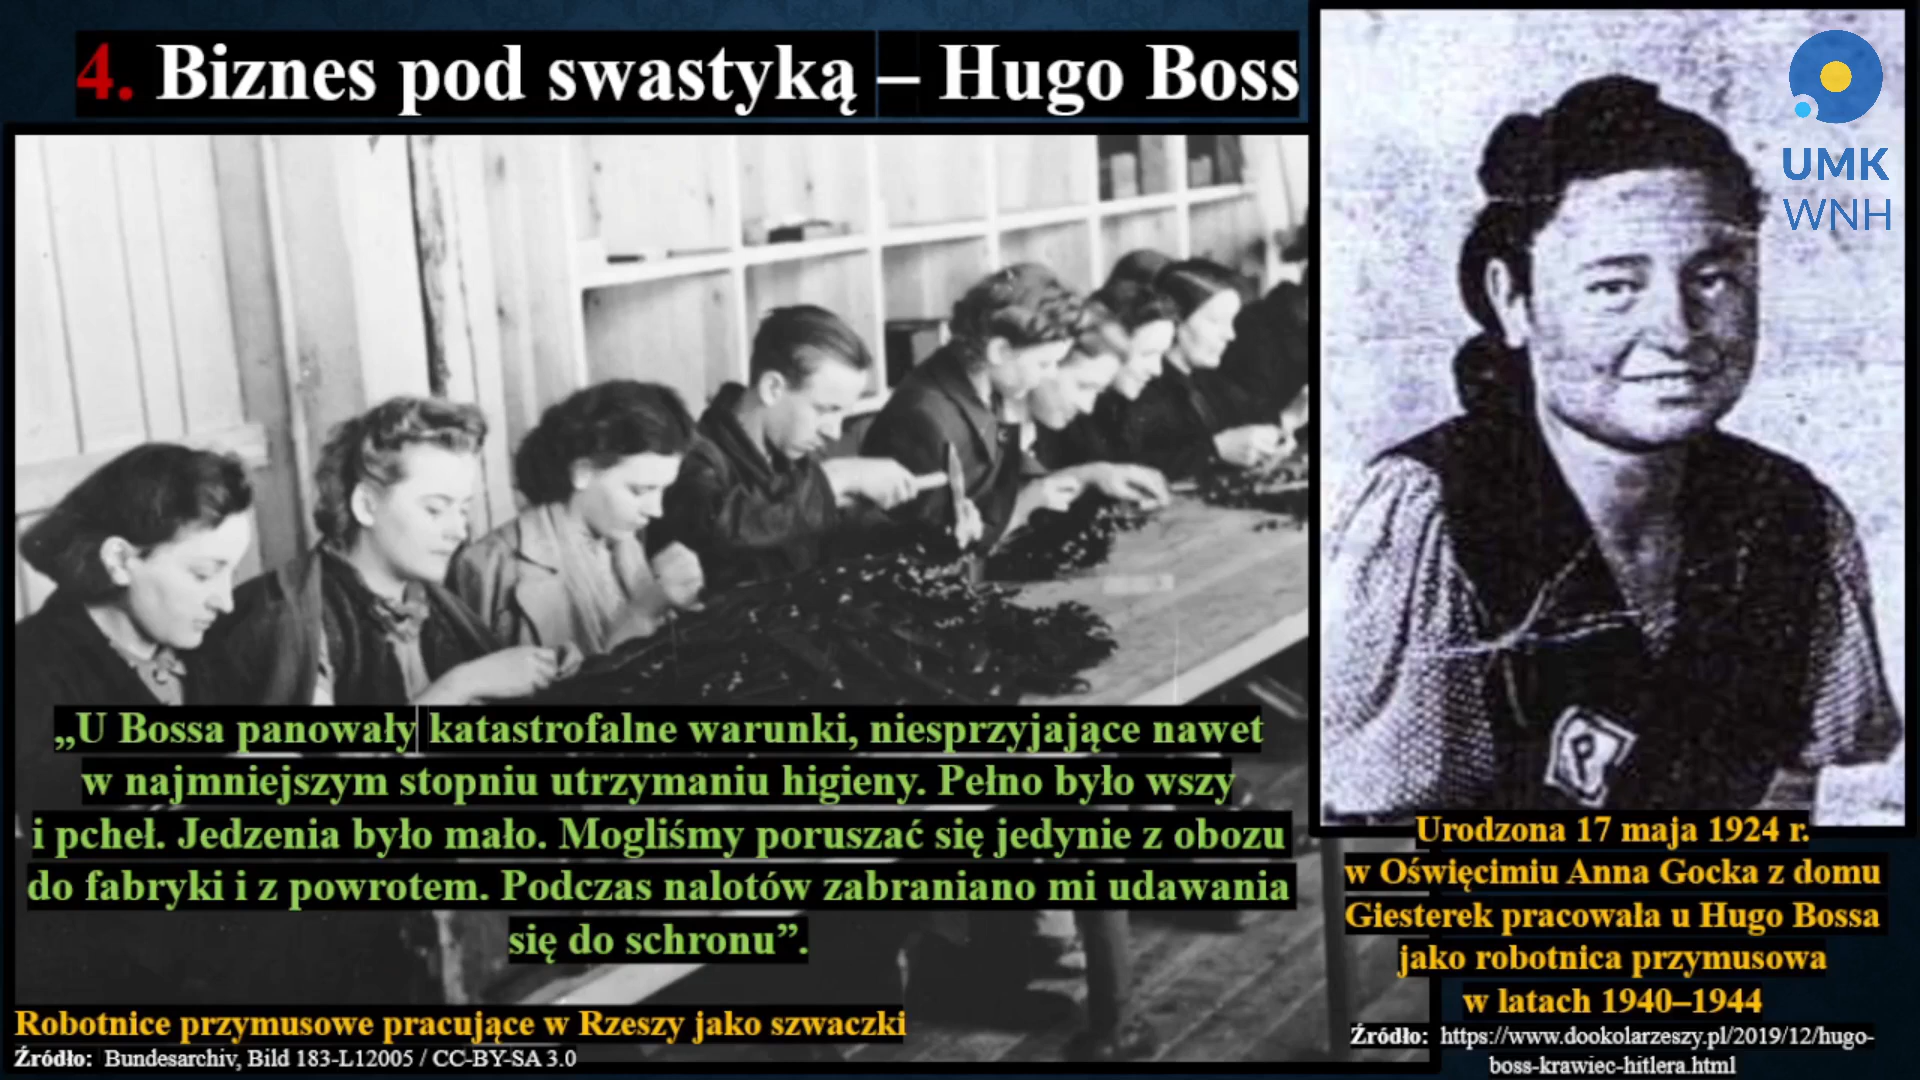 4. Biznes pod swastyką – Hugo Boss
UMK
WNH
„U Bossa panowały katastrofalne warunki, niesprzyjające nawet
w najmniejszym stopniu utrzymaniu higieny. Pełno było wszy
i pcheł. Jedzenia było mało. Mogliśmy poruszać się jedynie z obozu
do fabryki i z powrotem. Podczas nalotów zabraniano mi udawania
się do schronu”.
Robotnice przymusowe pracujące w Rzeszy jako szwaczki
Źródło: Bundesarchiv, Bild 183-L12005 / CC-BY-SA 3.0
P
Urodzona 17 maja 1924 r.
w Oświęcimiu Anna Gocka z domu
Giesterek pracowała u Hugo Bossa
jako robotnica przymusowa
w latach 1940–1944
Źródło: https://www.dookolarzeszy.pl/2019/12/hugo-
boss-krawiec-hitlera.html